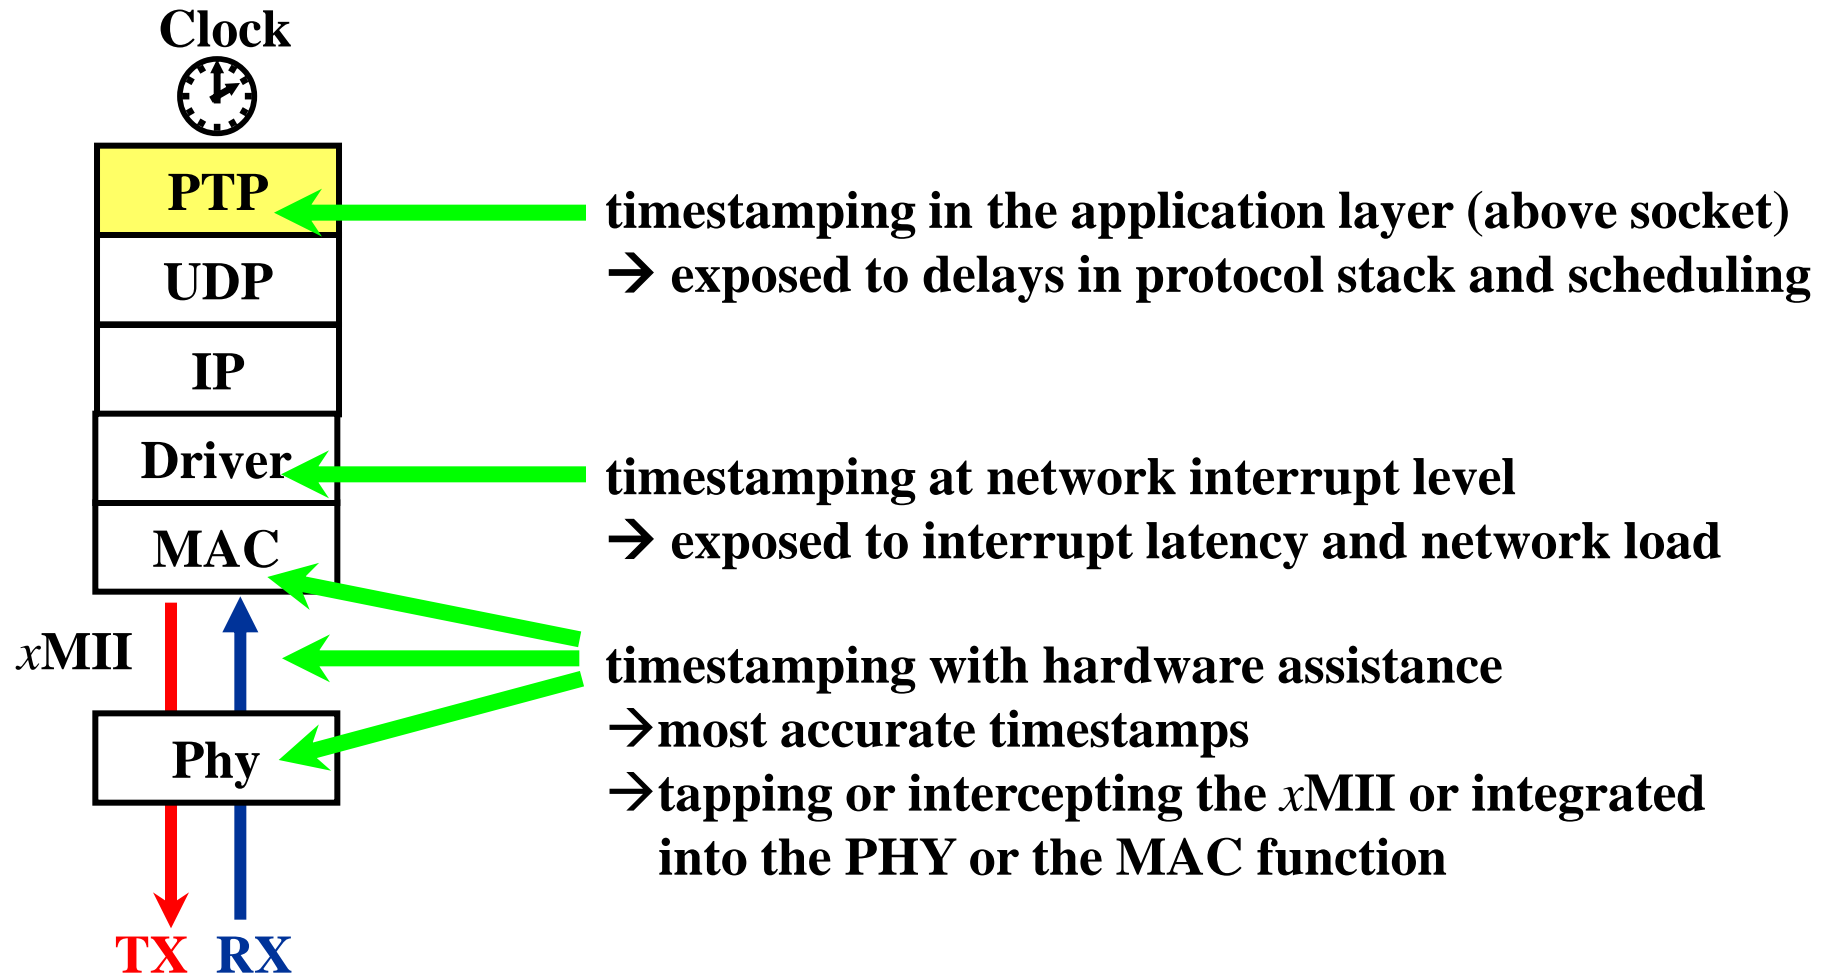 Clock
PTP
timestamping in the application layer (above socket)
UDP
→ exposed to delays in protocol stack and scheduling
IP
Driver
timestamping at network interrupt level
MAC
→ exposed to interrupt latency and network load
xMII
timestamping with hardware assistance
→most accurate timestamps
Phy
→tapping or intercepting the xMII or integrated
into the PHY or the MAC function
TX RX